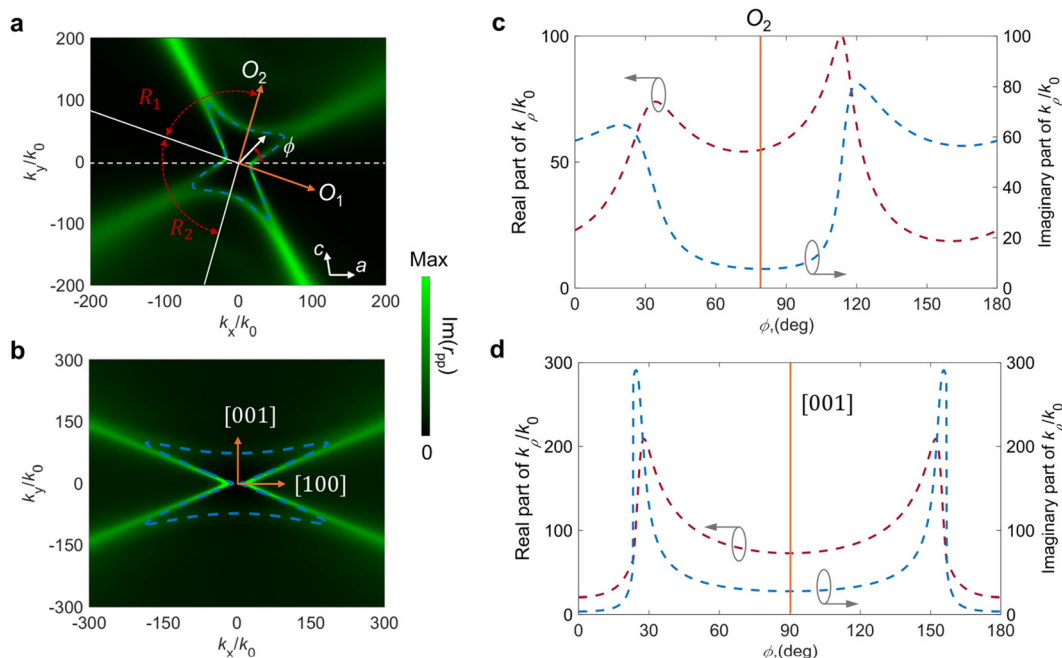 a
200
100
0
-100
-200
k_y/k_0
-200
-100
0
100
200
k_x/k_0
R_1
R_2
O_2
O_1
ϕ
c
a
Max
0
Im(r_pp)
b
300
150
0
-150
-300
k_y/k_0
-300
-150
0
150
300
k_x/k_0
[001]
[100]
c
O_2
100
50
0
Real part of k_ρ/k_0
100
80
60
40
20
0
Imaginary part of k_ρ/k_0
0
30
60
90
120
150
180
ϕ,(deg)
d
300
200
100
0
Real part of k_ρ/k_0
[001]
300
200
100
0
Imaginary part of k_ρ/k_0
0
30
60
90
120
150
180
ϕ,(deg)